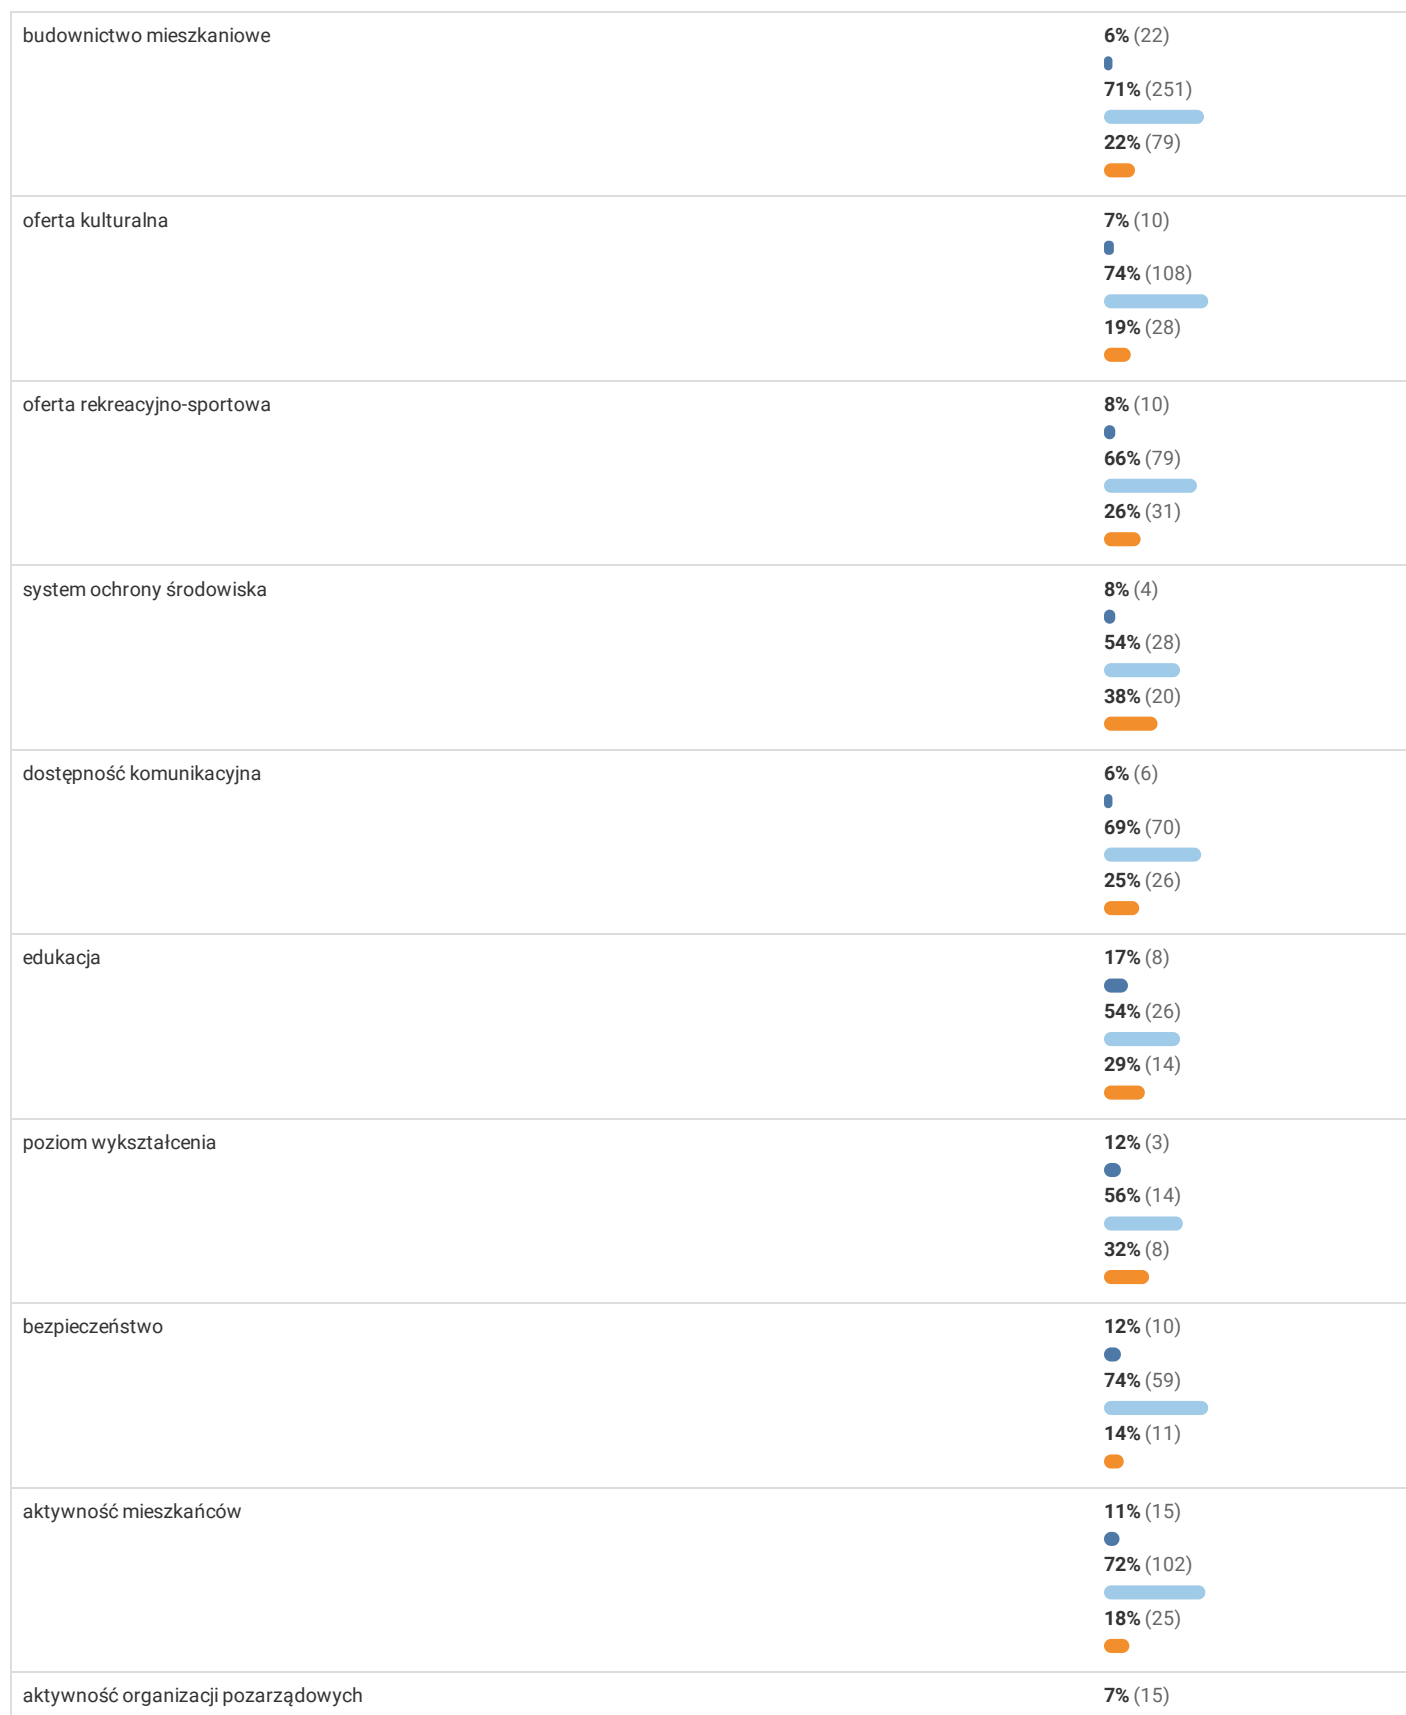 budownictwo mieszkaniowe 6% (22)
71% (251)
22% (79)
oferta kulturalna 7% (10)
74% (108)
19% (28)
oferta rekreacyjno-sportowa 8% (10)
66% (79)
26% (31)
system ochrony środowiska 8% (4)
54% (28)
38% (20)
dostępność komunikacyjna 6% (6)
69% (70)
25% (26)
edukacja 17% (8)
54% (26)
29% (14)
poziom wykształcenia 12% (3)
56% (14)
32% (8)
bezpieczeństwo 12% (10)
74% (59)
14% (11)
aktywność mieszkańców 11% (15)
72% (102)
18% (25)
aktywność organizacji pozarządowych 7% (15)